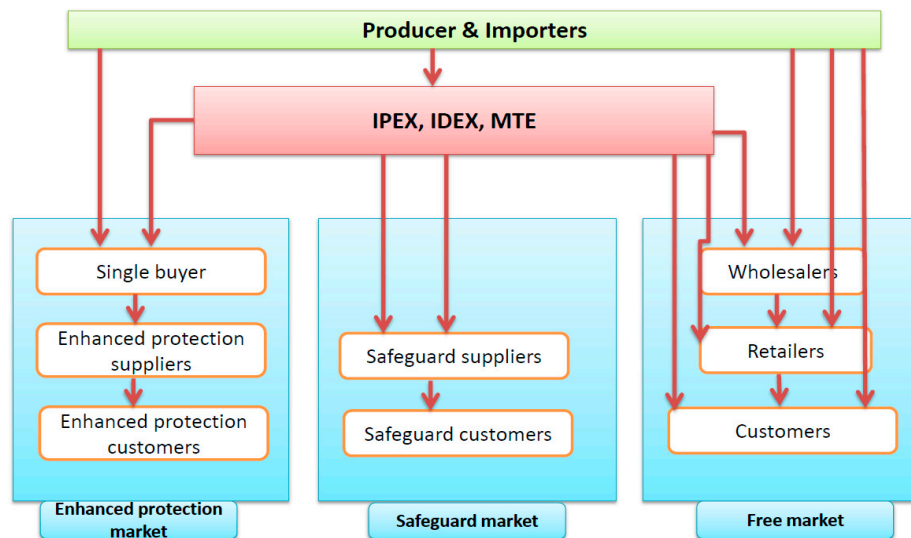 Producer & Importers
IPEX, IDEX, MTE
Single buyer
Enhanced protection
suppliers
Enhanced protection
customers
Enhanced protection
market
Safeguard suppliers
Safeguard customers
Safeguard market
Wholesalers
Retailers
Customers
Free market